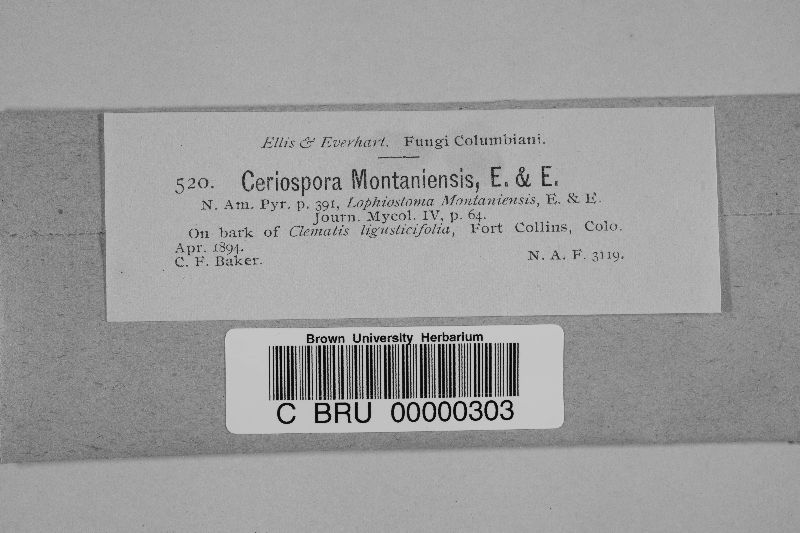 Ellis & Everhart. Fungi Columbiani.
520. Ceriospora Montaniensis, E. & E.
N. Am. Pyr. p. 391, Lophiostoma Montaniensis, E. & E.
Journ. Mycol. IV, p. 64.
On bark of Clematis ligusticifolia, Fort Collins, Colo.
Apr. 1894.
C. F. Baker. N. A. F. 3119.
Brown University Herbarium
C BRU 00000303